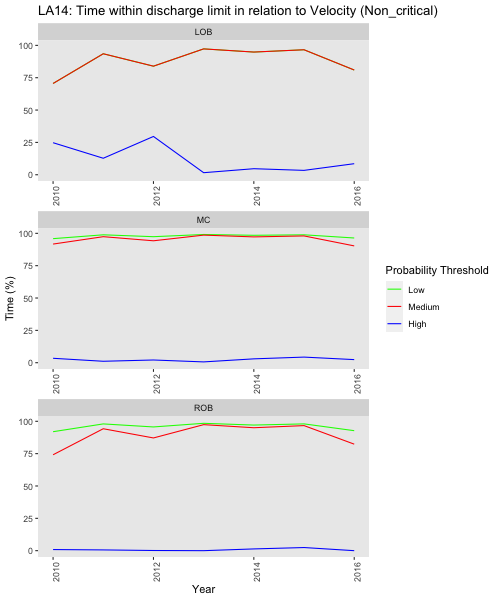 LA14: Time within discharge limit in relation to Velocity (Non_critical)
LOB
100
75
50
25
0
2010
2012
2014
2016
MC
100
75
50
25
0
2010
2012
2014
2016
ROB
100
75
50
25
0
2010
2012
2014
2016
Time (%)
Year
Probability Threshold
Low
Medium
High